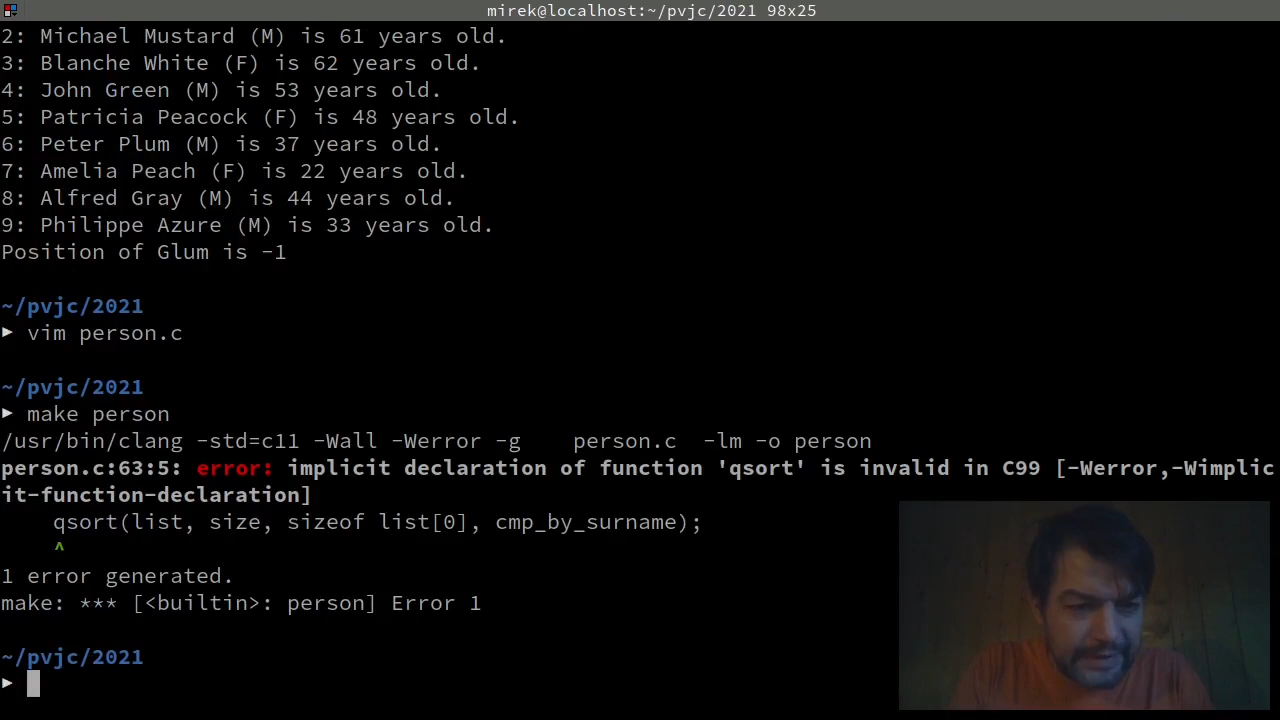 mirek@localhost:~/pvjc/2021 98x25
2: Michael Mustard (M) is 61 years old.
3: Blanche White (F) is 62 years old.
4: John Green (M) is 53 years old.
5: Patricia Peacock (F) is 48 years old.
6: Peter Plum (M) is 37 years old.
7: Amelia Peach (F) is 22 years old.
8: Alfred Gray (M) is 44 years old.
9: Philippe Azure (M) is 33 years old.
Position of Glum is -1
~/pvjc/2021
▶ vim person.c
~/pvjc/2021
▶ make person
/usr/bin/clang -std=c11 -Wall -Werror -g    person.c  -lm -o person
person.c:63:5: error: implicit declaration of function 'qsort' is invalid in C99 [-Werror,-Wimplic
it-function-declaration]
    qsort(list, size, sizeof list[0], cmp_by_surname);
    ^
1 error generated.
make: *** [<builtin>: person] Error 1
~/pvjc/2021
▶